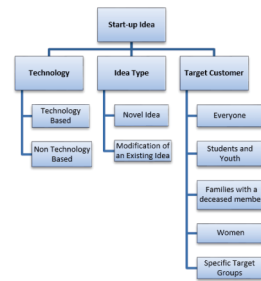 Start-up Idea
Technology
Idea Type
Target Customer
Technology
Based
Non Technology
Based
Novel Idea
Modification of
an Existing Idea
Everyone
Students and
Youth
Families with a
deceased member
Women
Specific Target
Groups